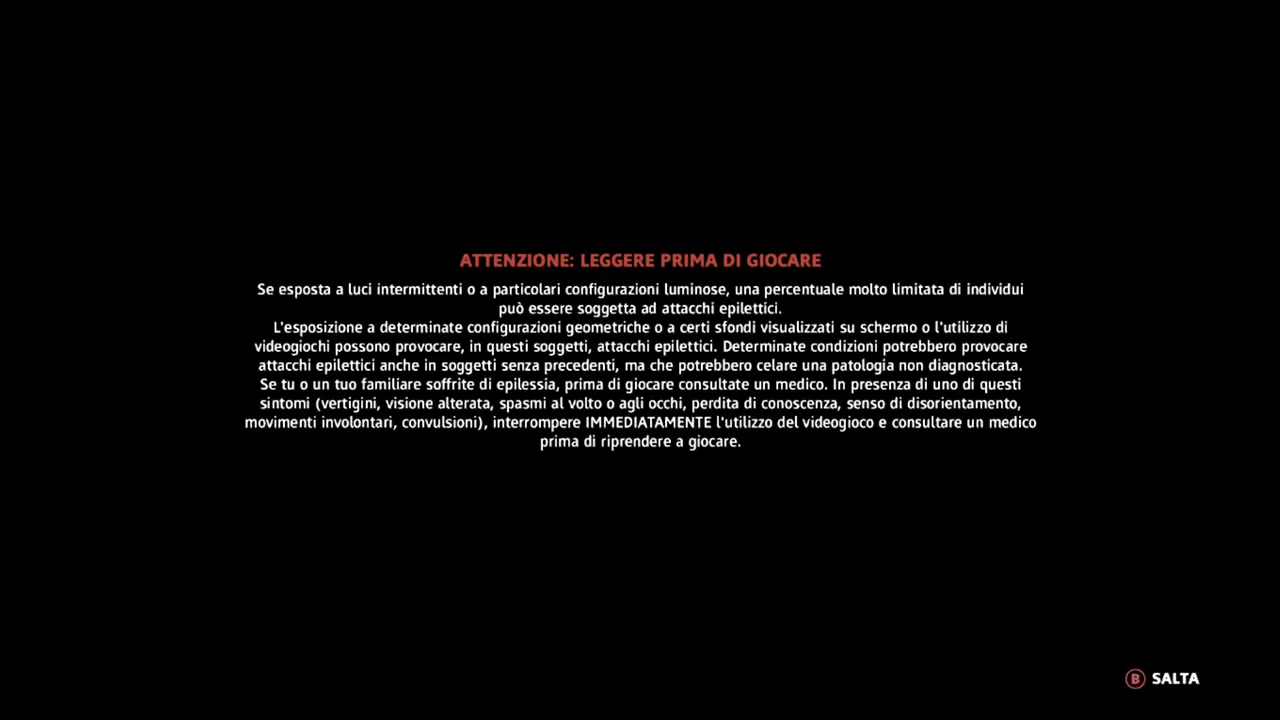 ATTENZIONE: LEGGERE PRIMA DI GIOCARE
Se esposta a luci intermittenti o a particolari configurazioni luminose, una percentuale molto limitata di individui
può essere soggetta ad attacchi epilettici.
L'esposizione a determinate configurazioni geometriche o a certi sfondi visualizzati su schermo o l'utilizzo di
videogiochi possono provocare, in questi soggetti, attacchi epilettici. Determinate condizioni potrebbero provocare
attacchi epilettici anche in soggetti senza precedenti, ma che potrebbero celare una patologia non diagnosticata.
Se tu o un tuo familiare soffrite di epilessia, prima di giocare consultate un medico. In presenza di uno di questi
sintomi (vertigini, visione alterata, spasmi al volto o agli occhi, perdita di conoscenza, senso di disorientamento,
movimenti involontari, convulsioni), interrompere IMMEDIATAMENTE l'utilizzo del videogioco e consultare un medico
prima di riprendere a giocare.
B SALTA